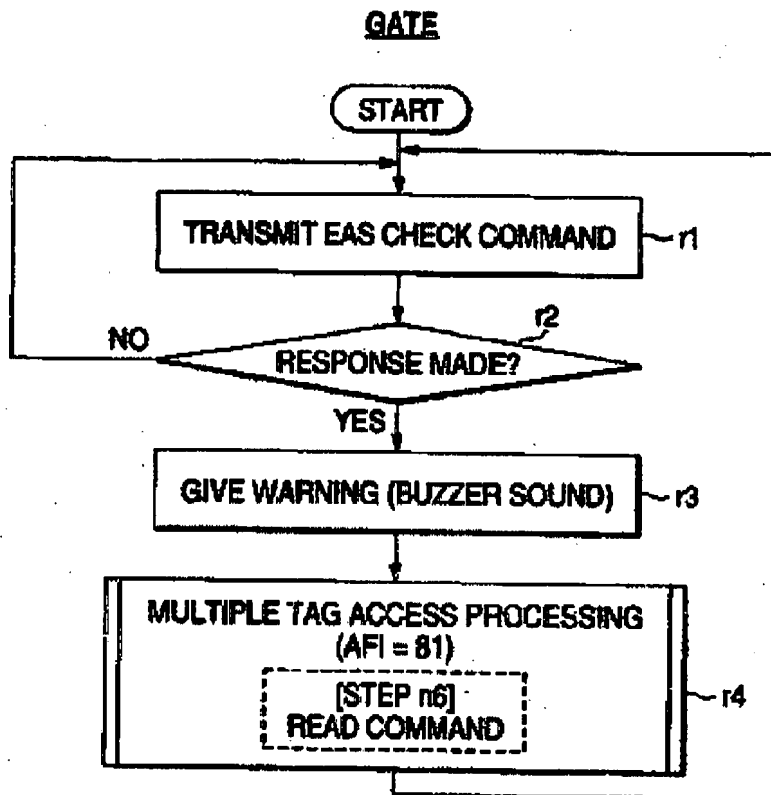 GATE
START
TRANSMIT EAS CHECK COMMAND
r1
r2
NO
RESPONSE MADE?
YES
GIVE WARNING (BUZZER SOUND)
r3
MULTIPLE TAG ACCESS PROCESSING
(AFI = 81)
[STEP n6]
READ COMMAND
r4